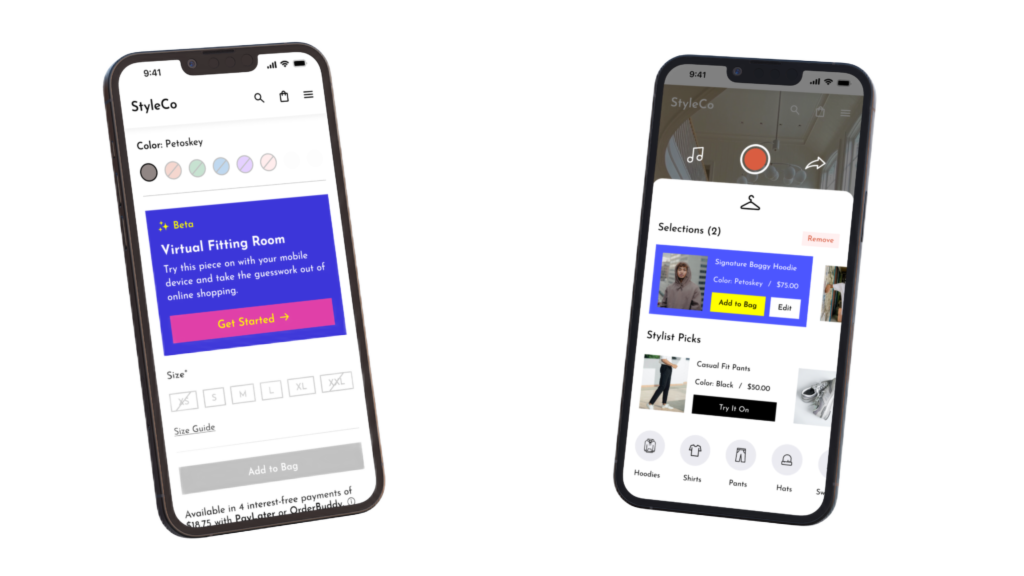 9:41
StyleCo
Color: Petoskey
Beta
Virtual Fitting Room
Try this piece on with your mobile
device and take the guesswork out of
online shopping.
Get Started →
Size*
XS S M L XL XXL
Size Guide
Add to Bag
Available in 4 interest-free payments of
$18.75 with PayLater or OrderBuddy. ⓘ
9:41
StyleCo
Selections (2)
Remove
Signature Baggy Hoodie
Color: Petoskey / $75.00
Add to Bag Edit
Stylist Picks
Casual Fit Pants
Color: Black / $50.00
Try It On
Hoodies Shirts Pants Hats Sw